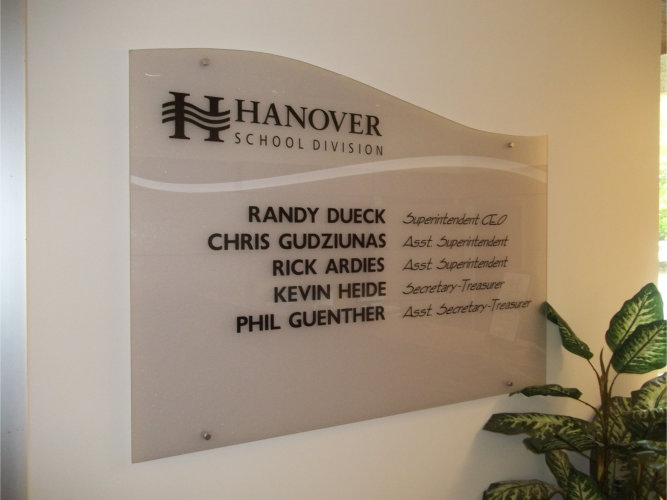 HANOVER
SCHOOL DIVISION
RANDY DUECK Superintendent CEO
CHRIS GUDZIUNAS Asst. Superintendent
RICK ARDIES Asst. Superintendent
KEVIN HEIDE Secretary-Treasurer
PHIL GUENTHER Asst. Secretary-Treasurer